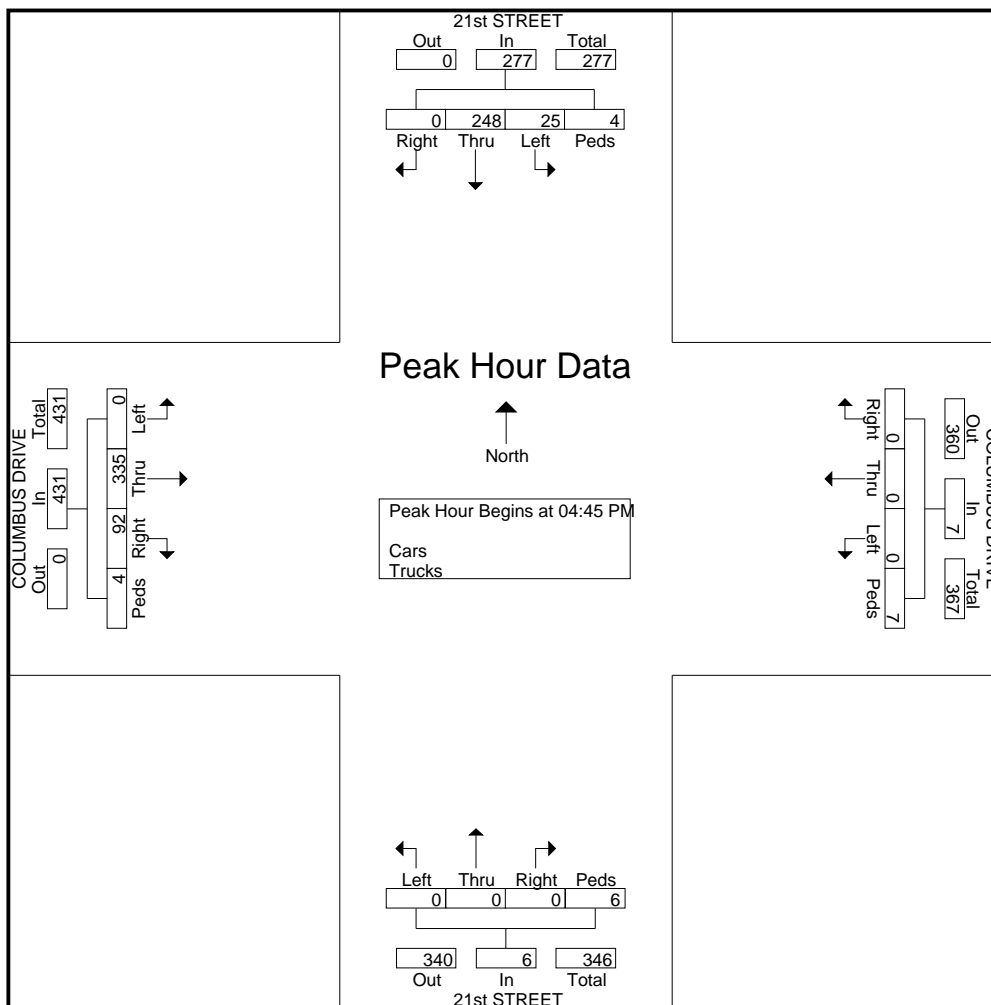 21st STREET
Out In Total
0 277 277
0 248 25 4
Right Thru Left Peds
Peak Hour Data
North
Peak Hour Begins at 04:45 PM
Cars
Trucks
COLUMBUS DRIVE
Out In Total
0 431 431
4 92 335 0
Peds Right Thru Left
Right Thru Left Peds
0 0 0 7
Out In Total
360 7 367
COLUMBUS DRIVE
Left Thru Right Peds
0 0 0 6
340 6 346
Out In Total
21st STREET